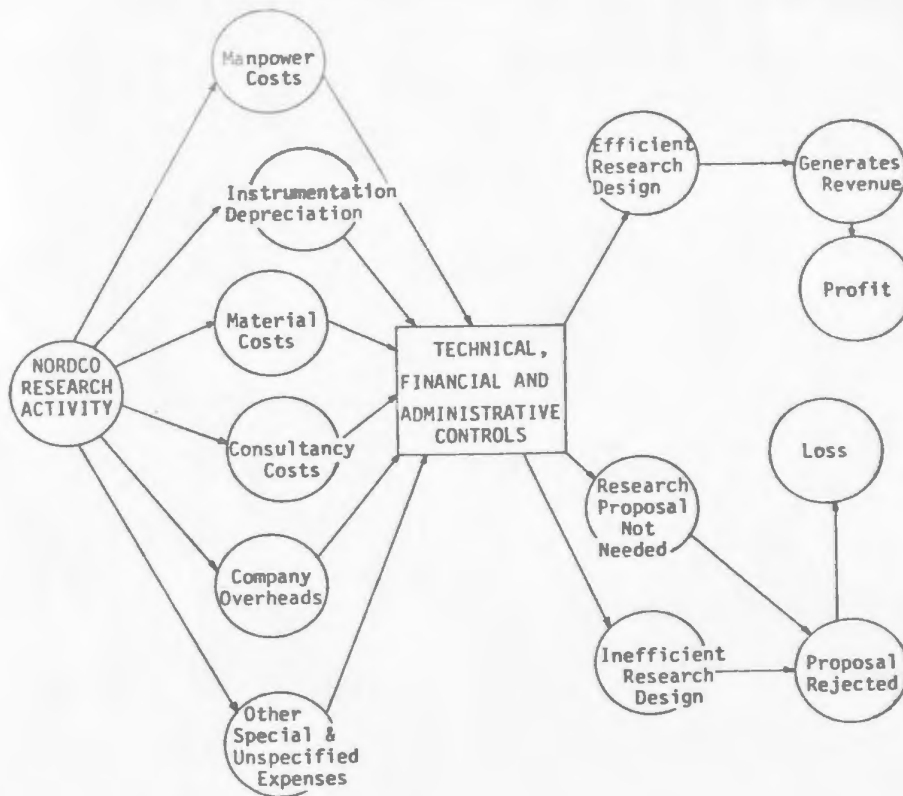 Manpower
Costs
Instrumentation
Depreciation
Material
Costs
NORDCO
RESEARCH
ACTIVITY
Consultancy
Costs
Company
Overheads
Other
Special &
Unspecified
Expenses
TECHNICAL,
FINANCIAL AND
ADMINISTRATIVE
CONTROLS
Efficient
Research
Design
Generates
Revenue
Profit
Research
Proposal
Not
Needed
Inefficient
Research
Design
Proposal
Rejected
Loss